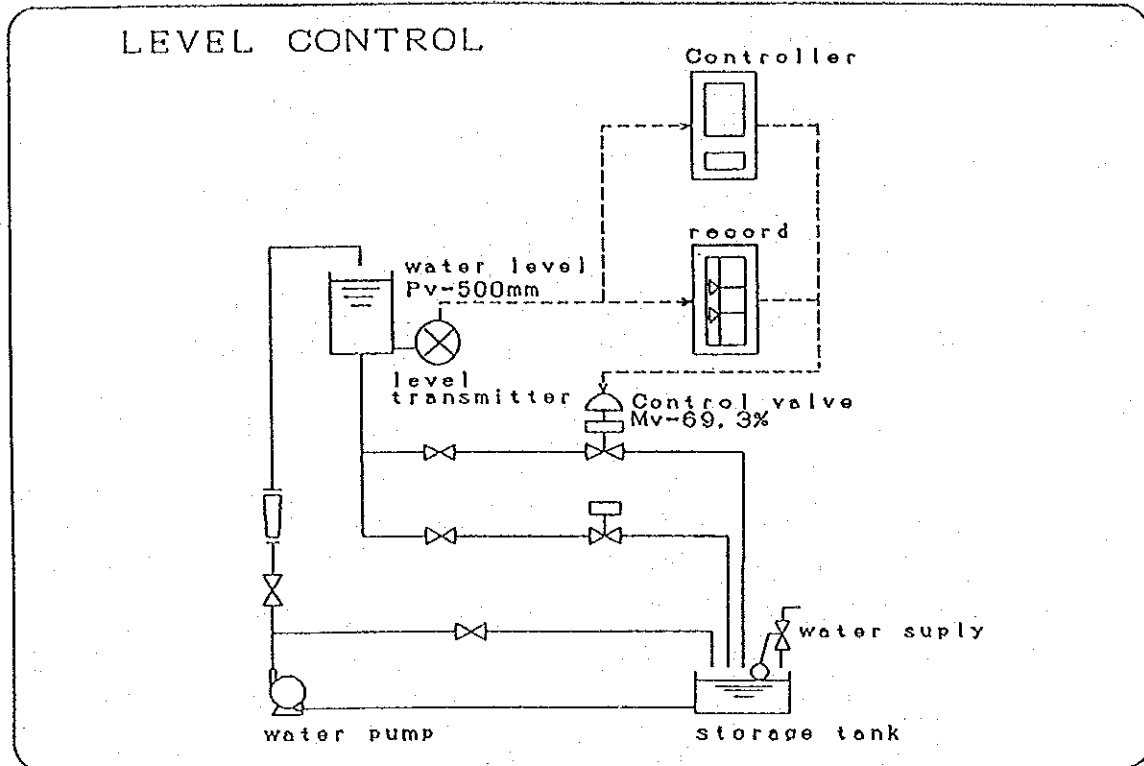 LEVEL CONTROL
Controller
record
water level
Pv-500mm
level
transmitter
Control valve
Mv-69.3%
water suply
water pump
storage tank